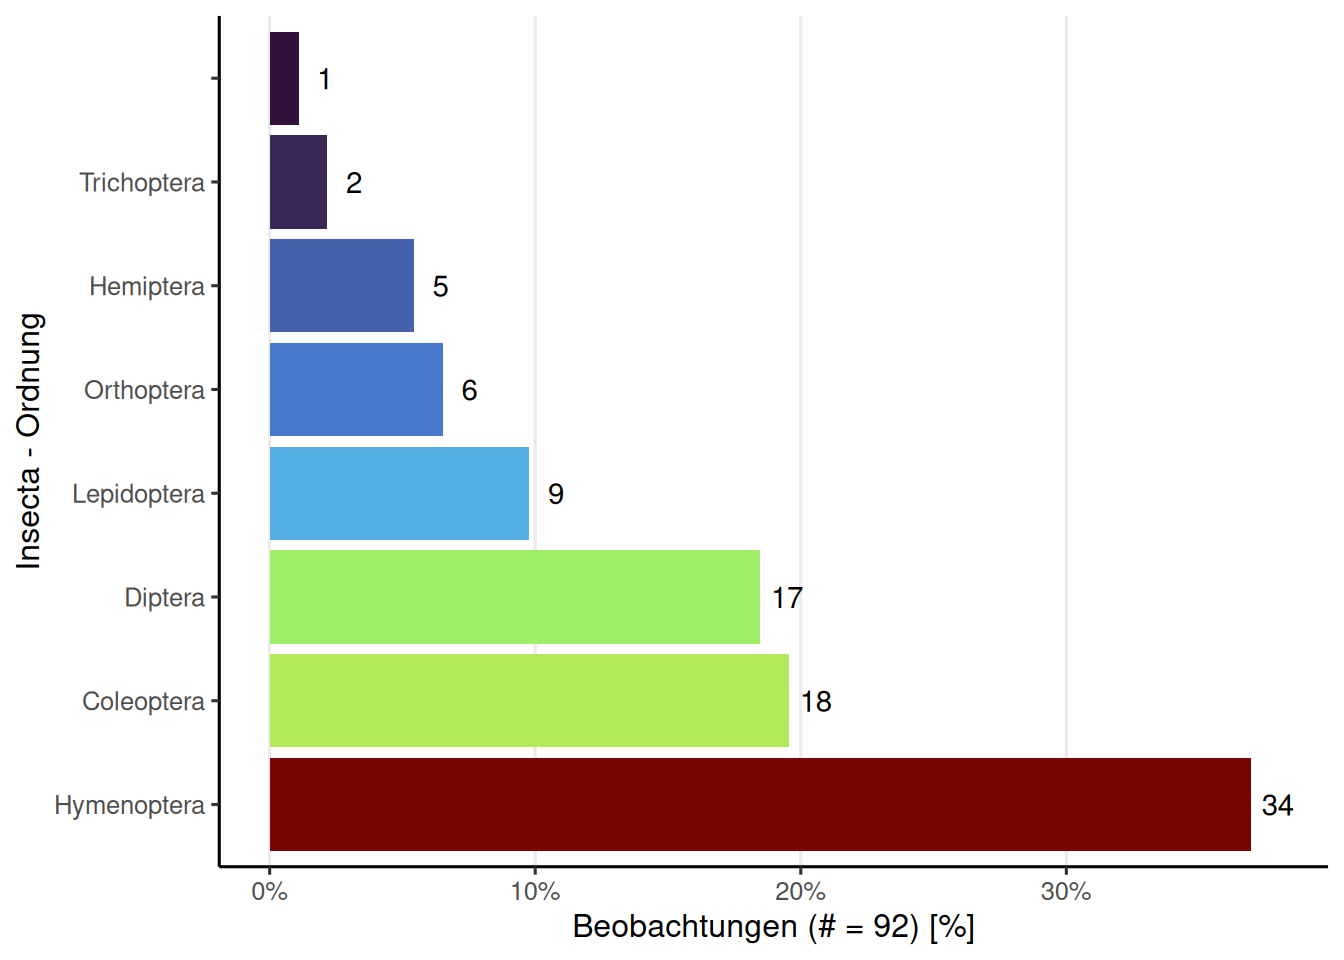 1
Trichoptera 2
Hemiptera 5
Orthoptera 6
Lepidoptera 9
Diptera 17
Coleoptera 18
Hymenoptera 34
0% 10% 20% 30%
Beobachtungen (# = 92) [%]
Insecta - Ordnung